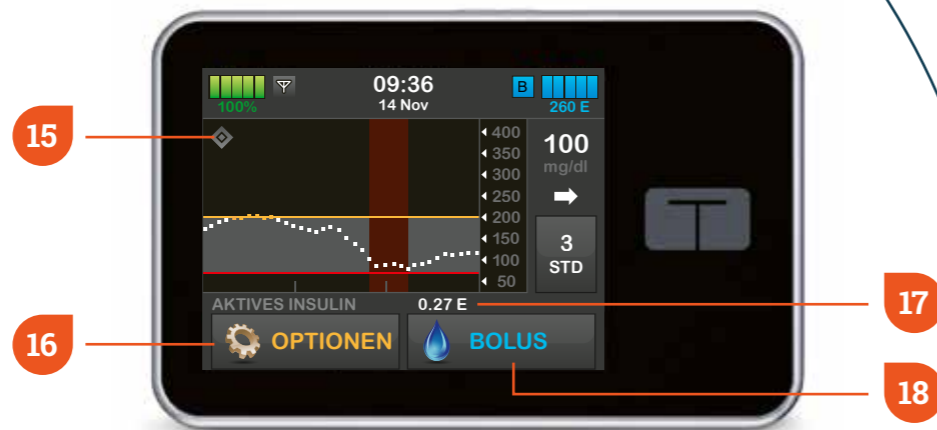 09:36
14 Nov
B
100%
260 E
15
400
350
300
250
200
150
100
50
100
mg/dl
3
STD
AKTIVES INSULIN 0.27 E
17
16
OPTIONEN
BOLUS
18